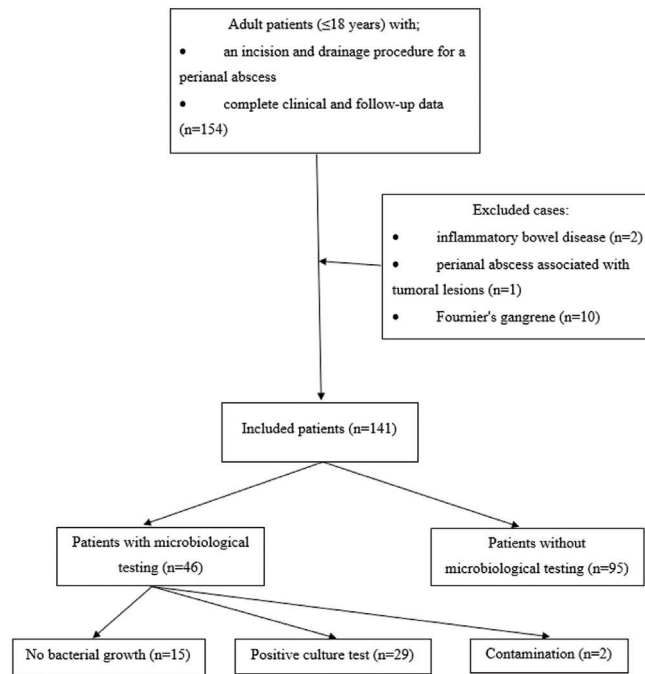 Adult patients (≤18 years) with;
• an incision and drainage procedure for a
perianal abscess
• complete clinical and follow-up data
(n=154)
Excluded cases:
• inflammatory bowel disease (n=2)
• perianal abscess associated with
tumoral lesions (n=1)
• Fournier's gangrene (n=10)
Included patients (n=141)
Patients with microbiological
testing (n=46)
Patients without
microbiological testing (n=95)
No bacterial growth (n=15)
Positive culture test (n=29)
Contamination (n=2)